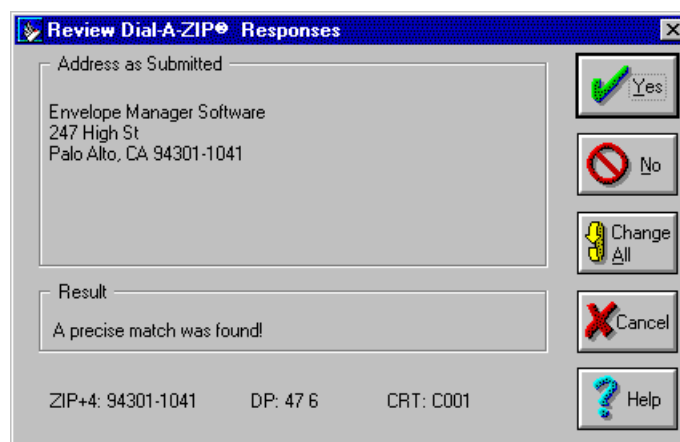 Review Dial-A-ZIP® Responses
Address as Submitted
Envelope Manager Software
247 High St
Palo Alto, CA 94301-1041
Result
A precise match was found!
ZIP+4: 94301-1041 DP: 47 6 CRT: C001
Yes
No
Change
All
Cancel
Help